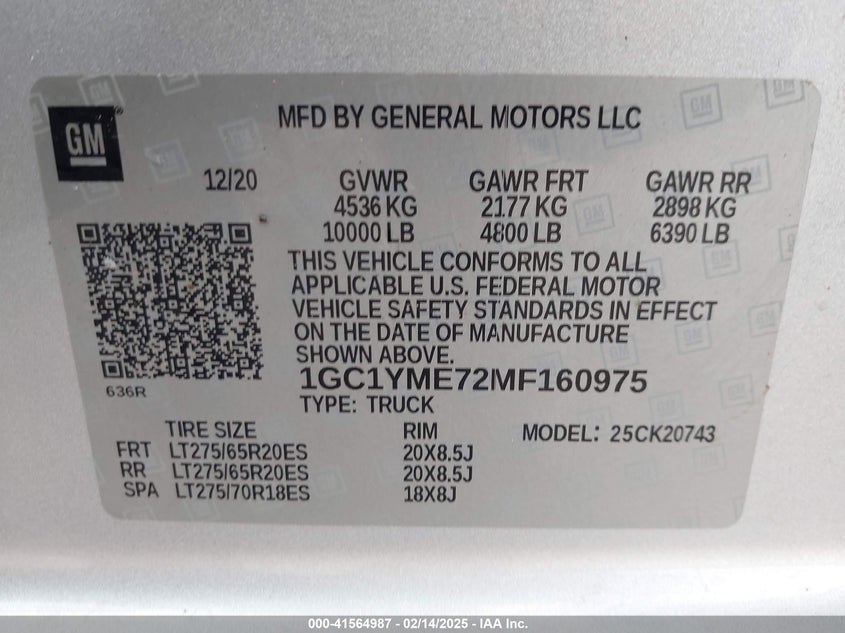 GM
MFD BY GENERAL MOTORS LLC
12/20 GVWR GAWR FRT GAWR RR
4536 KG 2177 KG 2898 KG
10000 LB 4800 LB 6390 LB
THIS VEHICLE CONFORMS TO ALL
APPLICABLE U.S. FEDERAL MOTOR
VEHICLE SAFETY STANDARDS IN EFFECT
ON THE DATE OF MANUFACTURE
SHOWN ABOVE.
636R
1GC1YME72MF160975
TYPE: TRUCK
TIRE SIZE RIM MODEL: 25CK20743
FRT LT275/65R20ES 20X8.5J
RR LT275/65R20ES 20X8.5J
SPA LT275/70R18ES 18X8J
000-41564987 - 02/14/2025 - IAA Inc.